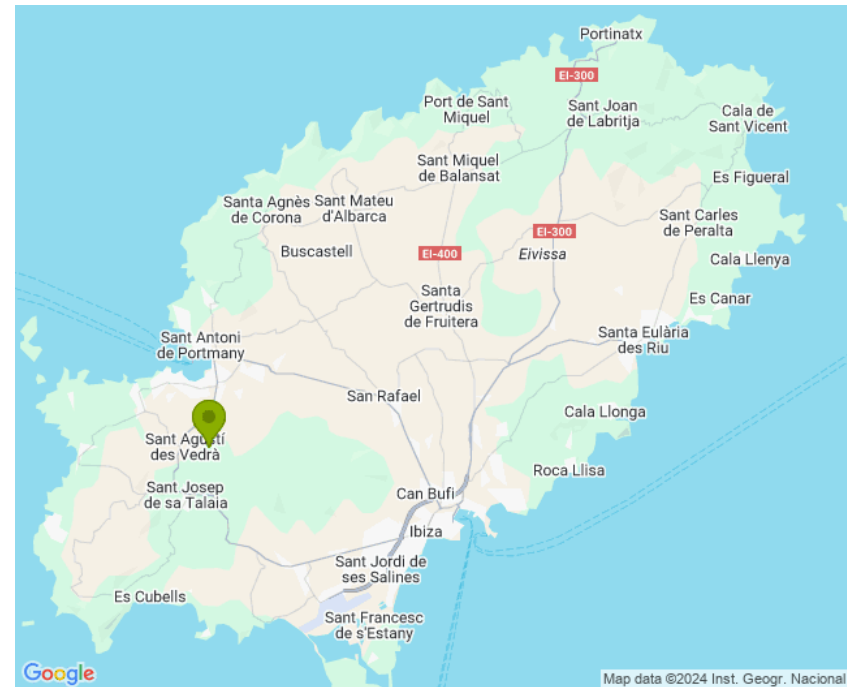 Portinatx
EI-300
Port de Sant
Miquel
Sant Joan
de Labritja
Cala de
Sant Vicent
Sant Miquel
de Balansat
Es Figueral
Santa Agnès
de Corona
Sant Mateu
d'Albarca
Sant Carles
de Peralta
EI-300
Buscastell
EI-400
Eivissa
Cala Llenya
Santa
Gertrudis
de Fruitera
Es Canar
Sant Antoni
de Portmany
Santa Eulària
des Riu
San Rafael
Cala Llonga
Sant Agustí
des Vedrà
Roca Llisa
Sant Josep
de sa Talaia
Can Bufi
Ibiza
Sant Jordi de
ses Salines
Es Cubells
Sant Francesc
de s'Estany
Google
Map data ©2024 Inst. Geogr. Nacional